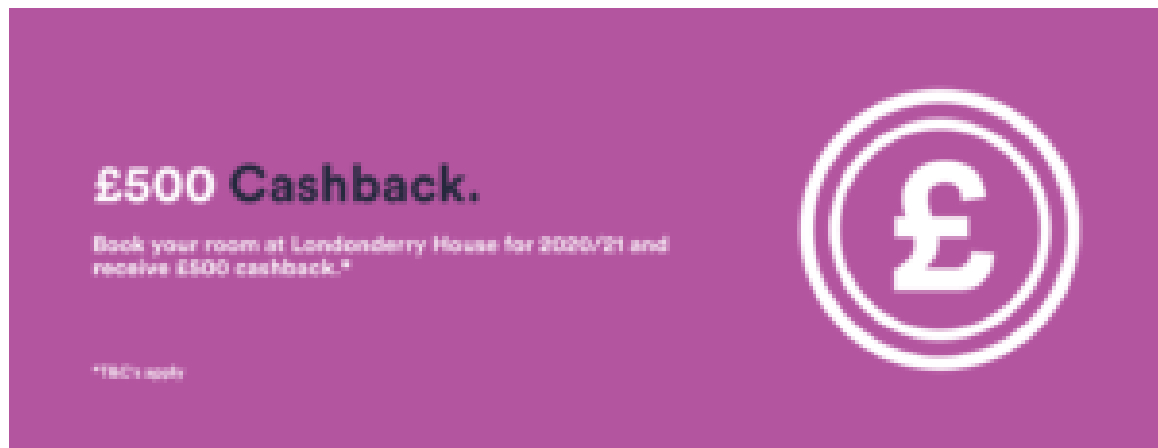 £500 Cashback.
Book your room at Londonderry House for 2020/21 and
receive £500 cashback.*
*T&C's apply
£